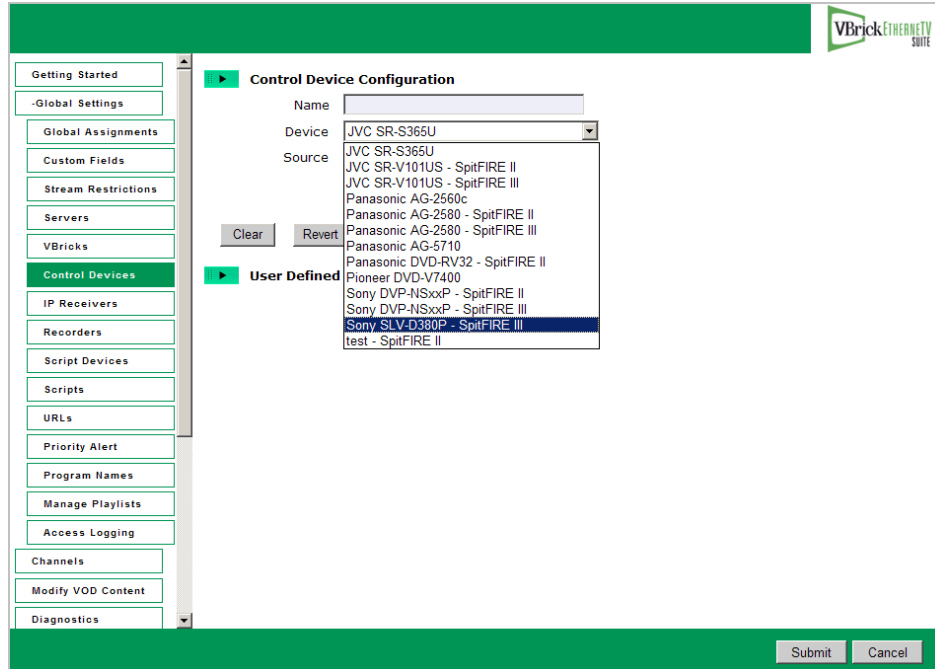 VBrick ETHERNETV
SUITE
Getting Started
-Global Settings
Global Assignments
Custom Fields
Stream Restrictions
Servers
VBricks
Control Devices
IP Receivers
Recorders
Script Devices
Scripts
URLs
Priority Alert
Program Names
Manage Playlists
Access Logging
Channels
Modify VOD Content
Diagnostics
Control Device Configuration
Name
Device JVC SR-S365U
Source
JVC SR-S365U
JVC SR-V101US - SpitFIRE II
JVC SR-V101US - SpitFIRE III
Panasonic AG-2560c
Panasonic AG-2580 - SpitFIRE II
Panasonic AG-2580 - SpitFIRE III
Panasonic AG-5710
Panasonic DVD-RV32 - SpitFIRE II
Pioneer DVD-V7400
Sony DVP-NSxxP - SpitFIRE II
Sony DVP-NSxxP - SpitFIRE III
Sony SLV-D380P - SpitFIRE III
test - SpitFIRE II
Clear Revert
User Defined
Submit Cancel